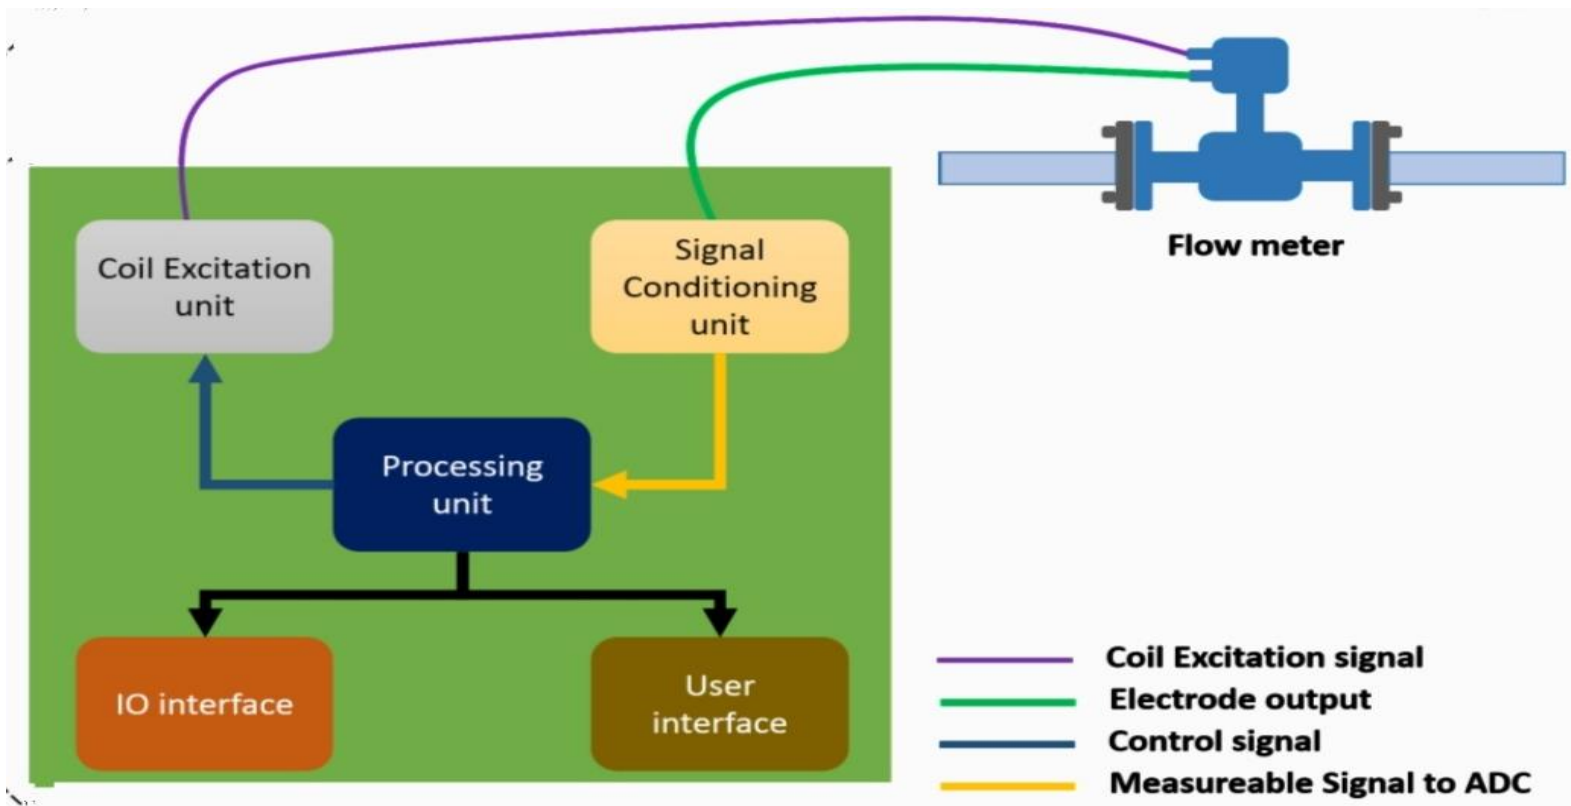 Flow meter
Coil Excitation
unit
Signal
Conditioning
unit
Processing
unit
IO interface
User
interface
Coil Excitation signal
Electrode output
Control signal
Measureable Signal to ADC